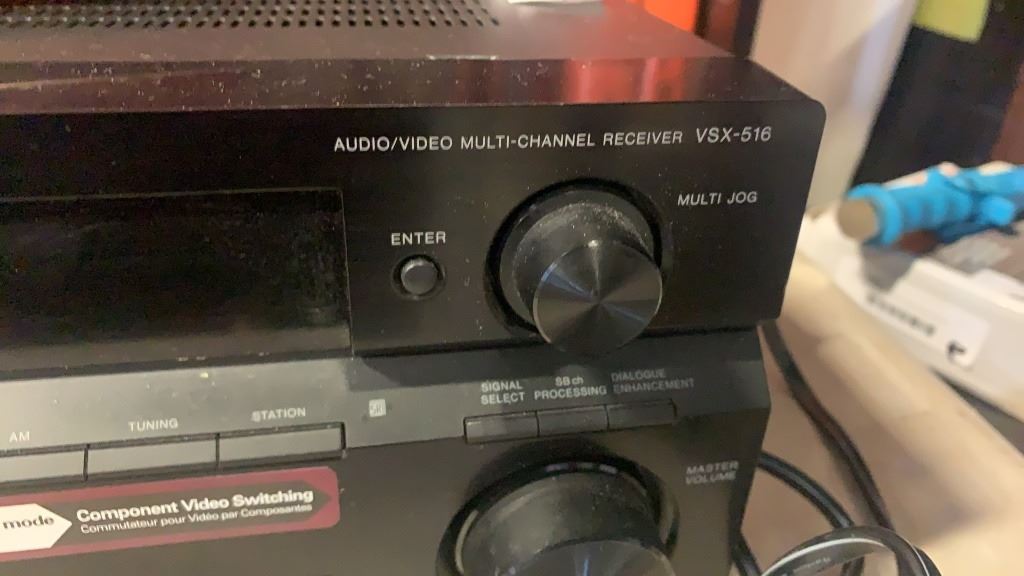 AUDIO/VIDEO MULTI-CHANNEL RECEIVER VSX-516
MULTI JOG
ENTER
SIGNAL
SELECT
SB ch
PROCESSING
DIALOGUE
ENHANCEMENT
AM
TUNING
STATION
MASTER
VOLUME
mode
Component Video Switching
Commutateur pour Vidéo par Composantes